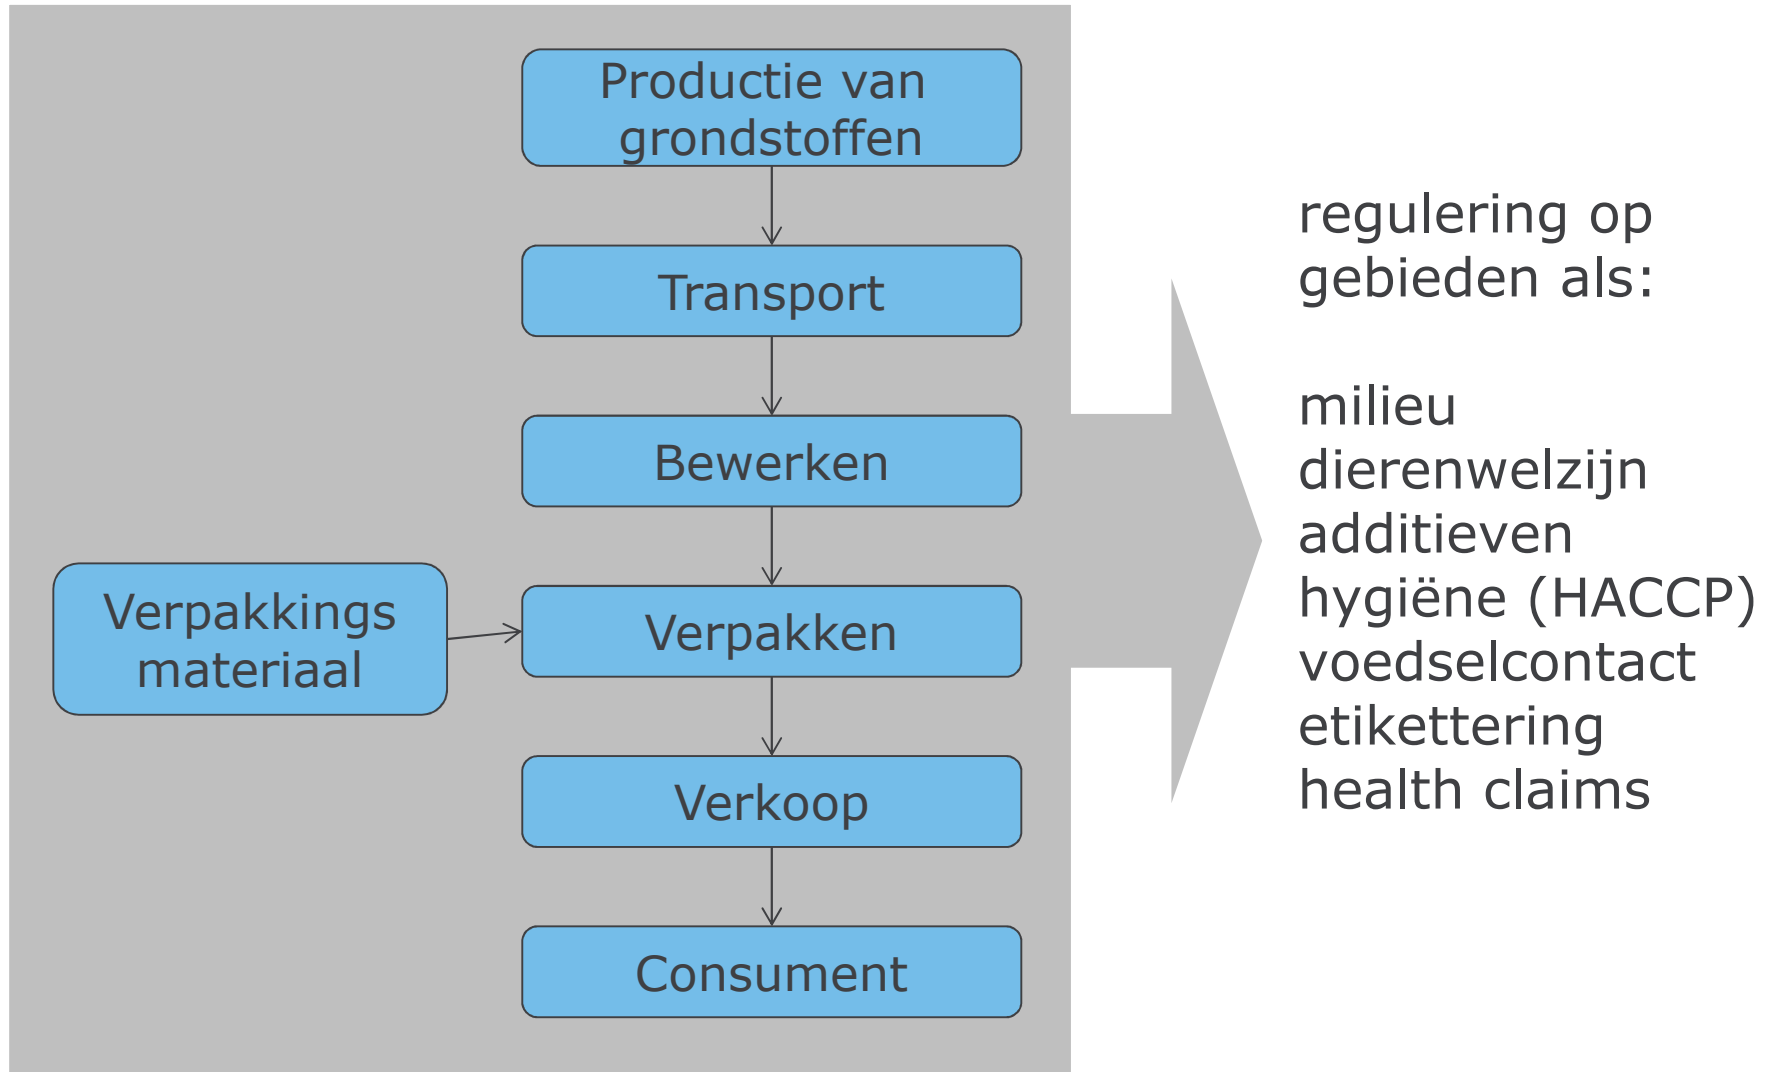 Productie van
grondstoffen
Transport
Bewerken
Verpakkings
materiaal
Verpakken
Verkoop
Consument
regulering op
gebieden als:
milieu
dierenwelzijn
additieven
hygiëne (HACCP)
voedselcontact
etikettering
health claims